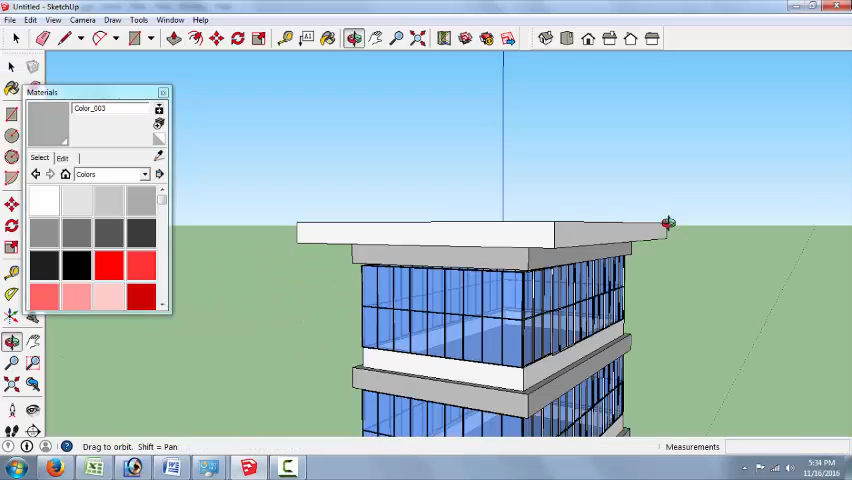 Untitled - SketchUp
File Edit View Camera Draw Tools Window Help
A1
Materials
Color_003
Select Edit
Colors
Drag to orbit. Shift = Pan
Measurements
5:34 PM
11/16/2016